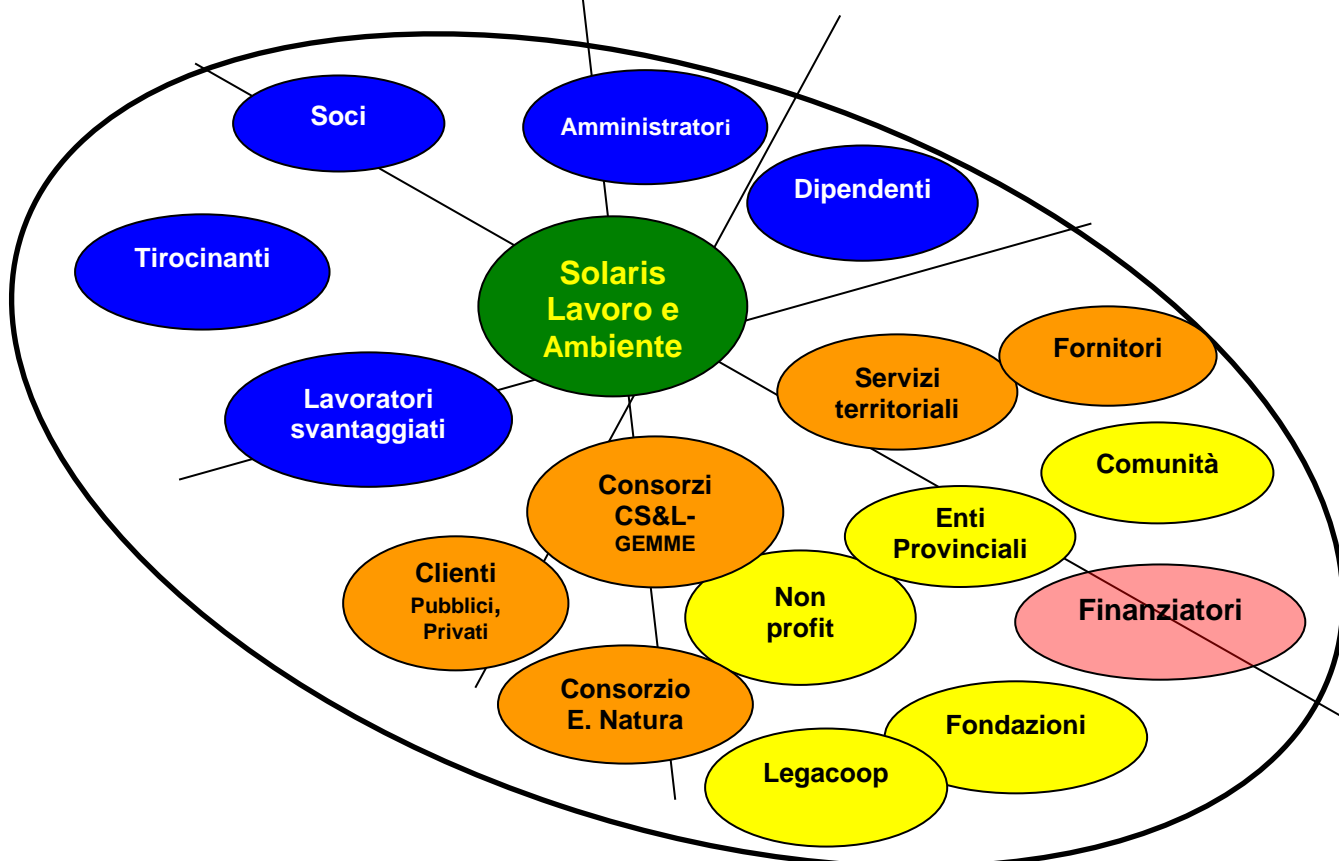 Soci
Amministratori
Dipendenti
Tirocinanti
Solaris
Lavoro e
Ambiente
Fornitori
Servizi
territoriali
Lavoratori
svantaggiati
Comunità
Consorzi
CS&L-
GEMME
Enti
Provinciali
Clienti
Pubblici,
Privati
Non
profit
Finanziatori
Consorzio
E. Natura
Fondazioni
Legacoop